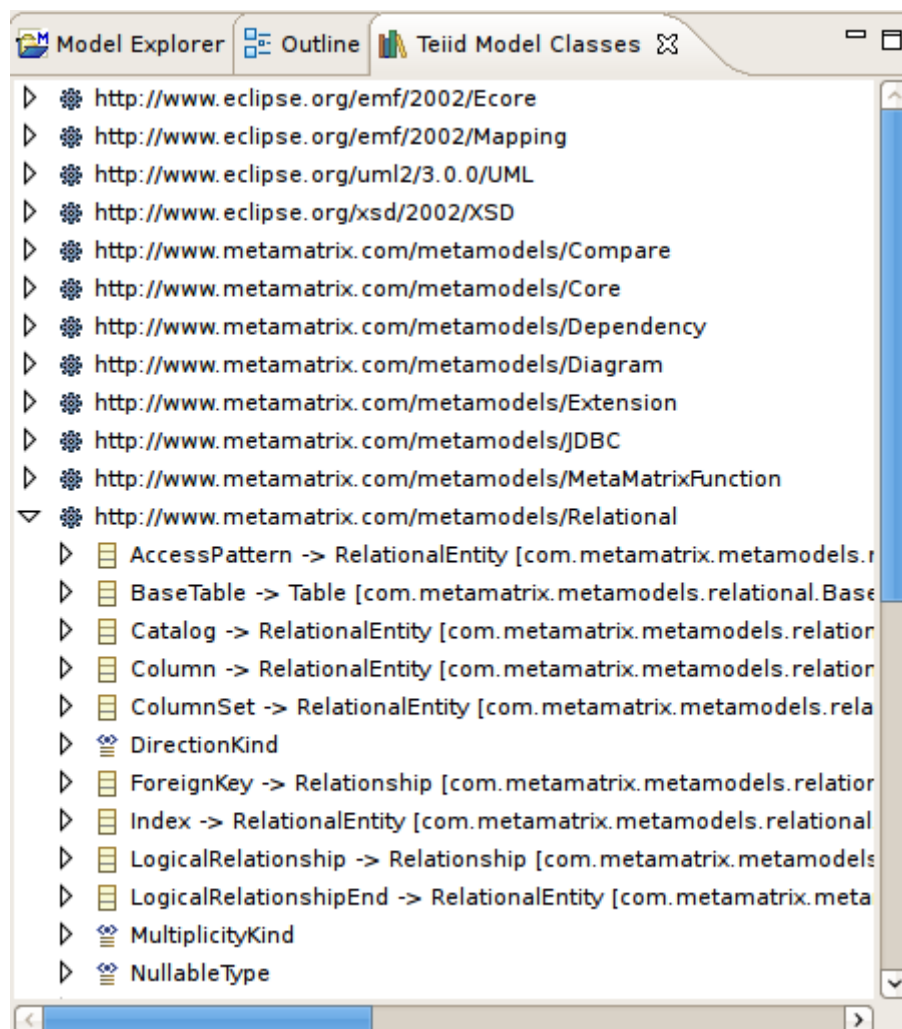 Model Explorer Outline Teiid Model Classes
http://www.eclipse.org/emf/2002/Ecore
http://www.eclipse.org/emf/2002/Mapping
http://www.eclipse.org/uml2/3.0.0/UML
http://www.eclipse.org/xsd/2002/XSD
http://www.metamatrix.com/metamodels/Compare
http://www.metamatrix.com/metamodels/Core
http://www.metamatrix.com/metamodels/Dependency
http://www.metamatrix.com/metamodels/Diagram
http://www.metamatrix.com/metamodels/Extension
http://www.metamatrix.com/metamodels/JDBC
http://www.metamatrix.com/metamodels/MetaMatrixFunction
http://www.metamatrix.com/metamodels/Relational
AccessPattern -> RelationalEntity [com.metamatrix.metamodels.r
BaseTable -> Table [com.metamatrix.metamodels.relational.Base
Catalog -> RelationalEntity [com.metamatrix.metamodels.relation
Column -> RelationalEntity [com.metamatrix.metamodels.relation
ColumnSet -> RelationalEntity [com.metamatrix.metamodels.rela
DirectionKind
ForeignKey -> Relationship [com.metamatrix.metamodels.relation
Index -> RelationalEntity [com.metamatrix.metamodels.relational.
LogicalRelationship -> Relationship [com.metamatrix.metamodels
LogicalRelationshipEnd -> RelationalEntity [com.metamatrix.meta
MultiplicityKind
NullableType